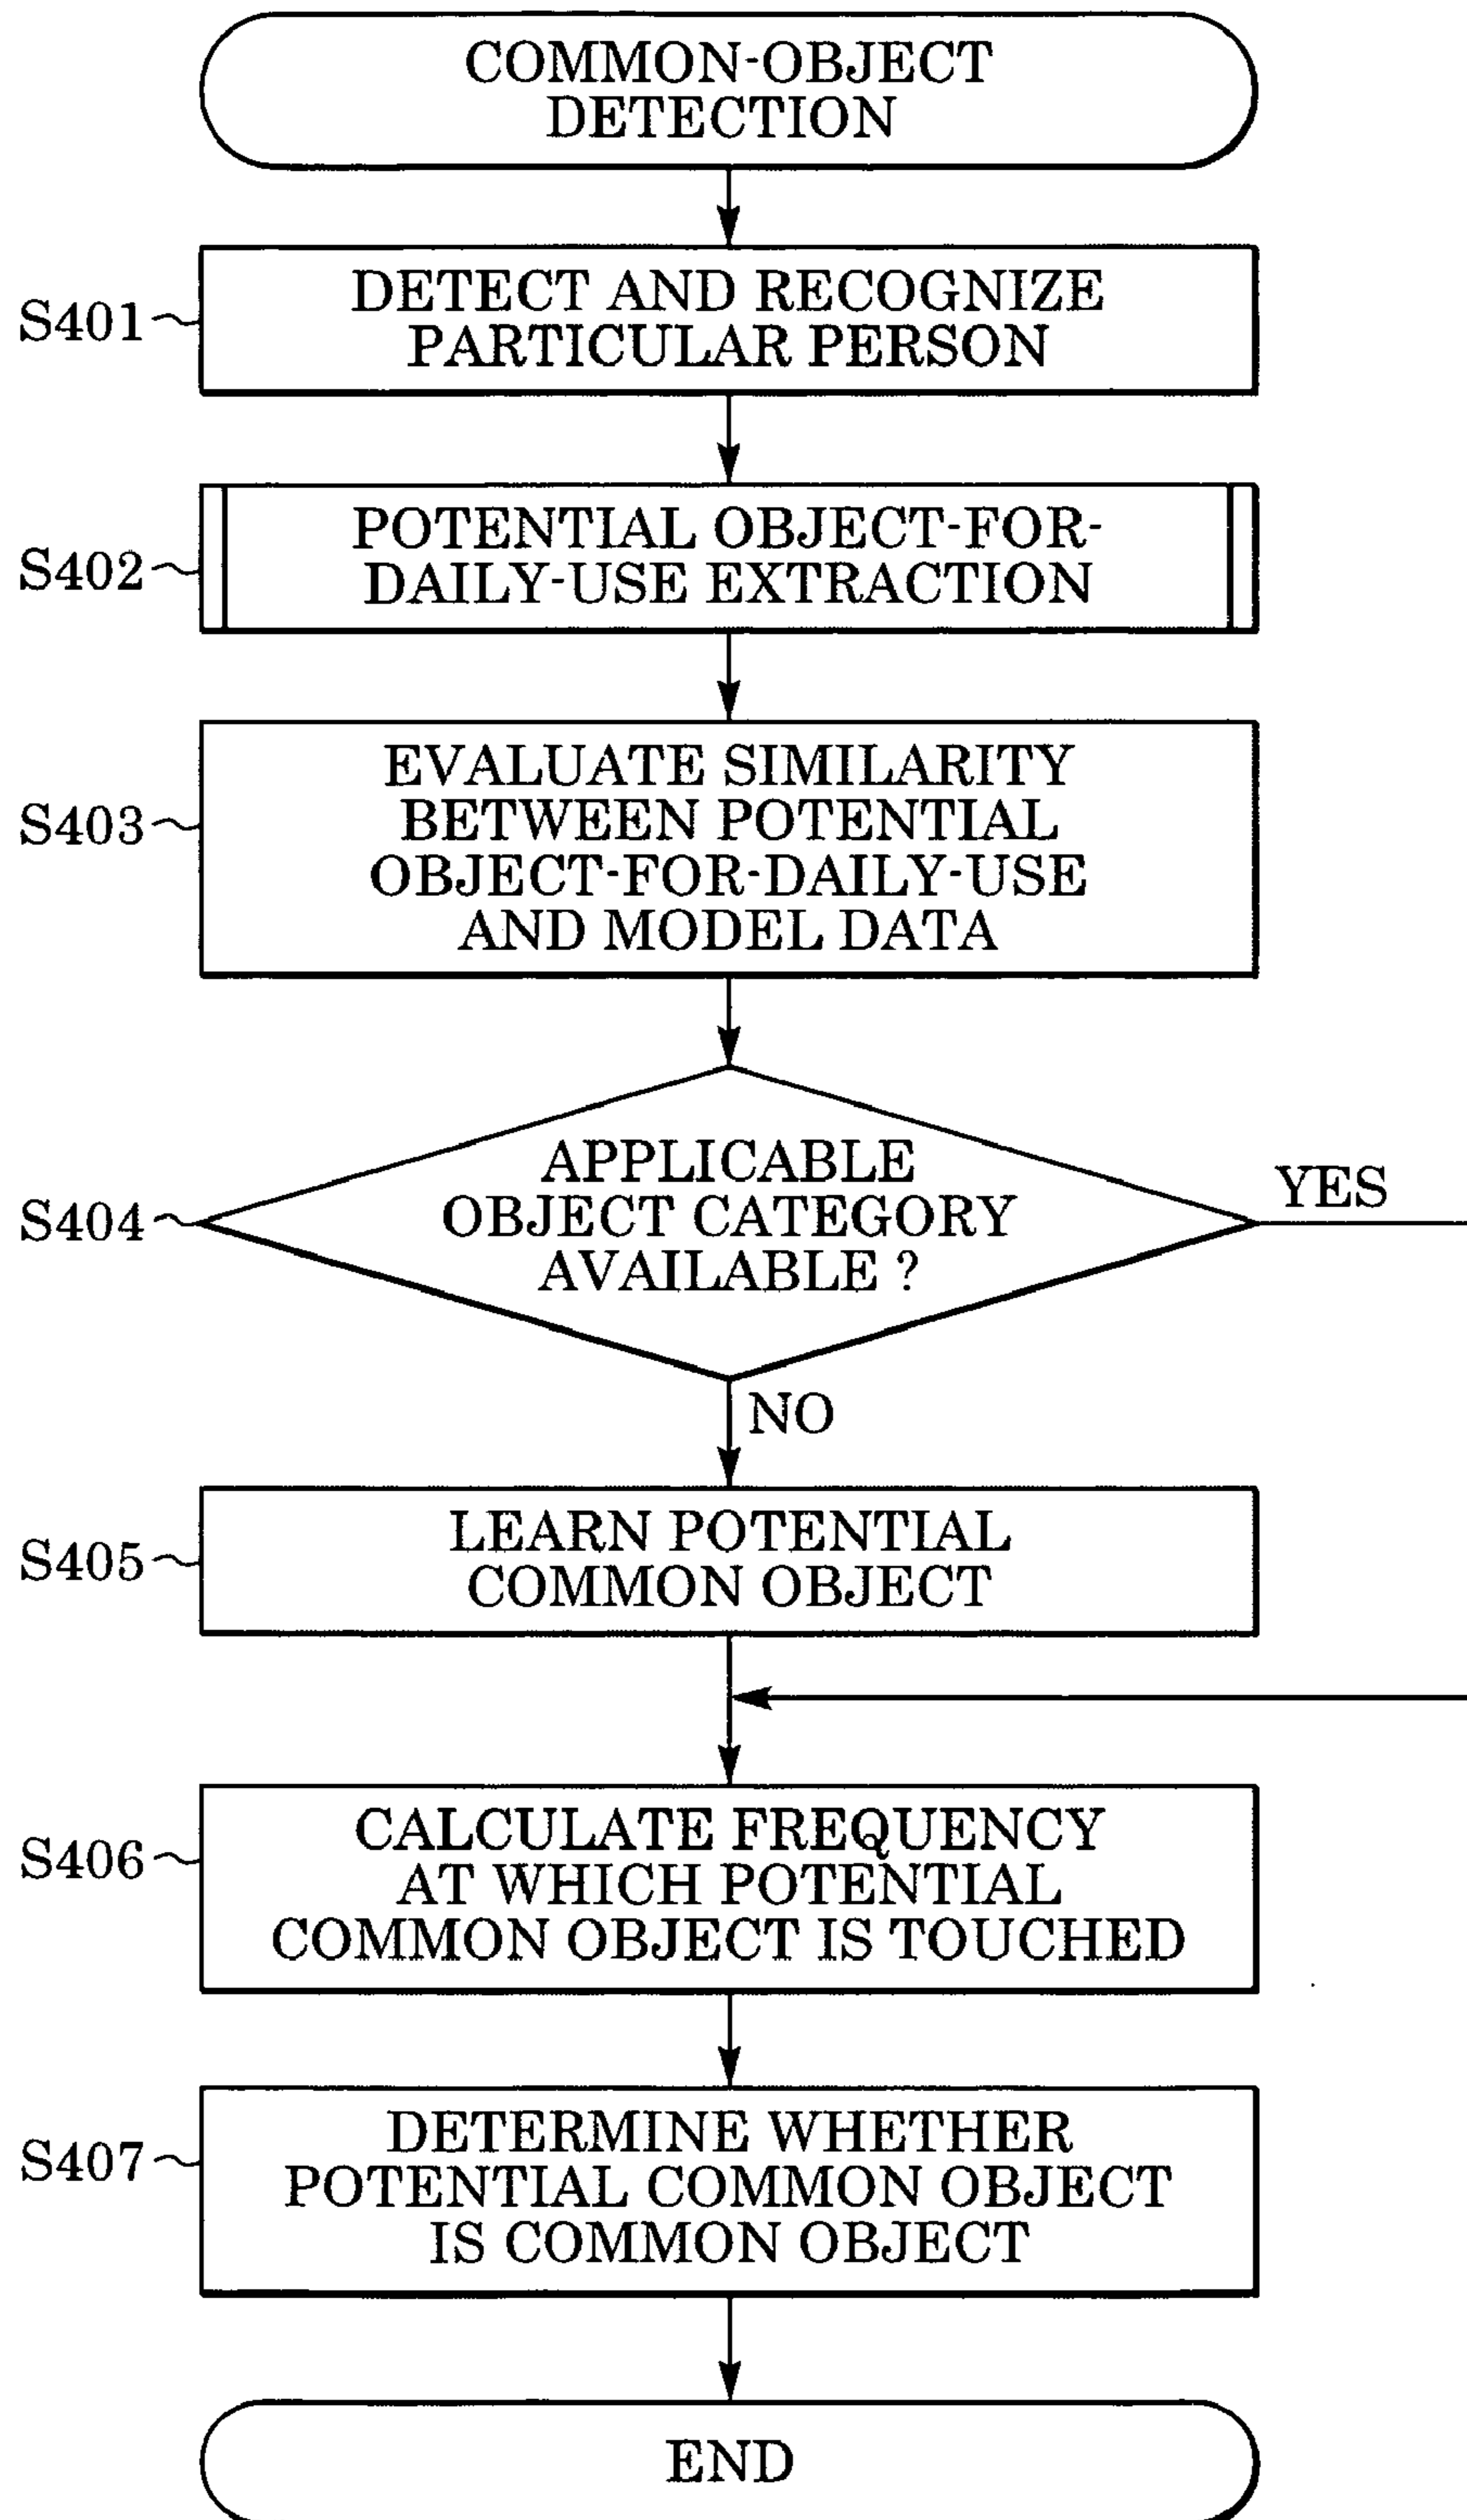 COMMON-OBJECT
DETECTION
S401
DETECT AND RECOGNIZE
PARTICULAR PERSON
S402
POTENTIAL OBJECT-FOR-
DAILY-USE EXTRACTION
S403
EVALUATE SIMILARITY
BETWEEN POTENTIAL
OBJECT-FOR-DAILY-USE
AND MODEL DATA
S404
APPLICABLE
OBJECT CATEGORY
AVAILABLE ?
YES
NO
S405
LEARN POTENTIAL
COMMON OBJECT
S406
CALCULATE FREQUENCY
AT WHICH POTENTIAL
COMMON OBJECT IS TOUCHED
S407
DETERMINE WHETHER
POTENTIAL COMMON OBJECT
IS COMMON OBJECT
END